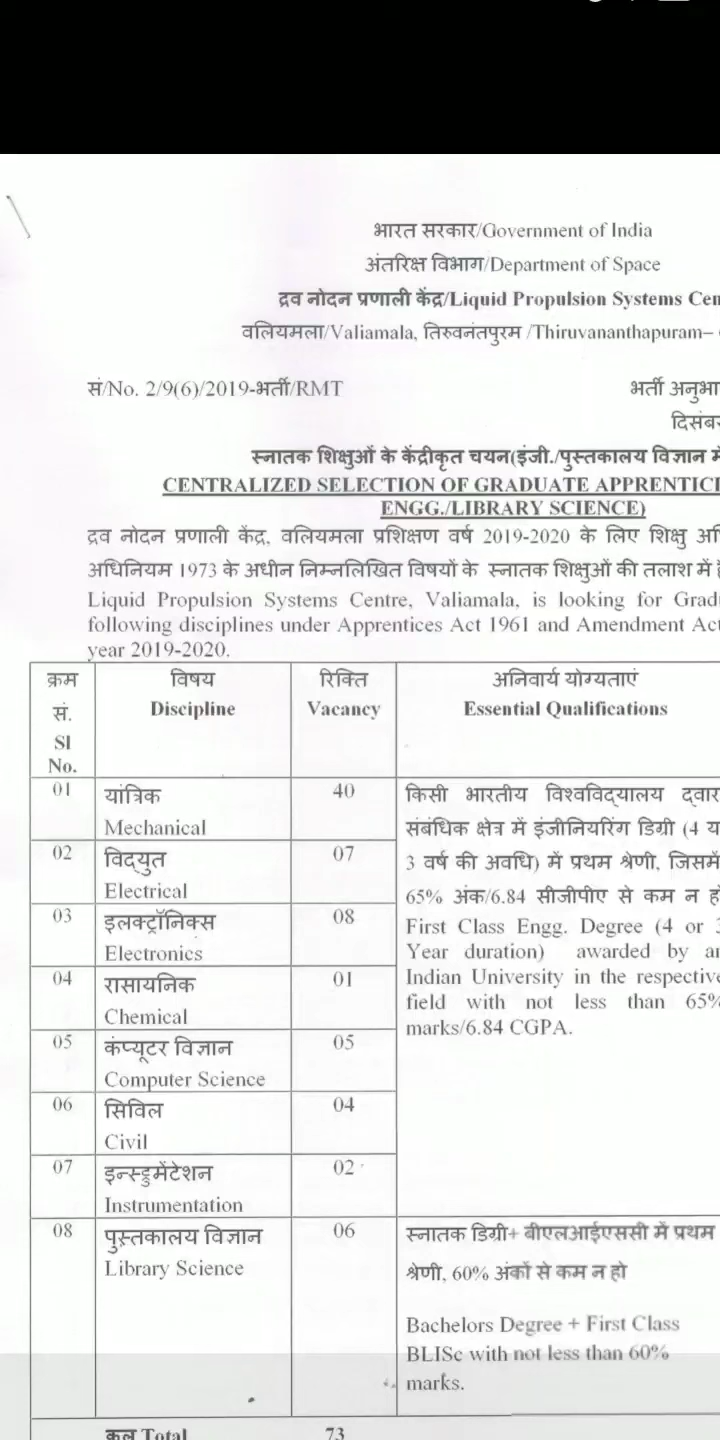 भारत सरकार/Government of India
अंतरिक्ष विभाग/Department of Space
द्रव नोदन प्रणाली केंद्र/Liquid Propulsion Systems Cen
वलियमला/Valiamala, तिरुवनंतपुरम /Thiruvananthapuram–
सं/No. 2/9(6)/2019-भर्ती/RMT
भर्ती अनुभा
दिसंबर
स्नातक शिक्षुओं के केंद्रीकृत चयन(इंजी./पुस्तकालय विज्ञान में
CENTRALIZED SELECTION OF GRADUATE APPRENTICE
ENGG./LIBRARY SCIENCE)
द्रव नोदन प्रणाली केंद्र, वलियमला प्रशिक्षण वर्ष 2019-2020 के लिए शिक्षु अधि
अधिनियम 1973 के अधीन निम्नलिखित विषयों के स्नातक शिक्षुओं की तलाश में है
Liquid Propulsion Systems Centre, Valiamala, is looking for Gradu
following disciplines under Apprentices Act 1961 and Amendment Act
year 2019-2020.
क्रम सं. Sl No.
विषय Discipline
रिक्ति Vacancy
अनिवार्य योग्यताएं Essential Qualifications
01 यांत्रिक 40
Mechanical
02 विद्युत 07
Electrical
03 इलक्ट्रॉनिक्स 08
Electronics
04 रासायनिक 01
Chemical
05 कंप्यूटर विज्ञान 05
Computer Science
06 सिविल 04
Civil
07 इन्स्ट्रुमेंटेशन 02
Instrumentation
किसी भारतीय विश्वविद्यालय द्वार
संबंधिक क्षेत्र में इंजीनियरिंग डिग्री (4 य
3 वर्ष की अवधि) में प्रथम श्रेणी, जिसमें
65% अंक/6.84 सीजीपीए से कम न हो
First Class Engg. Degree (4 or 3
Year duration) awarded by an
Indian University in the respective
field with not less than 65%
marks/6.84 CGPA.
08 पुस्तकालय विज्ञान 06
Library Science
स्नातक डिग्री+ बीएलआईएससी में प्रथम
श्रेणी, 60% अंकों से कम न हो
Bachelors Degree + First Class
BLISc with not less than 60%
marks.
कुल Total 73